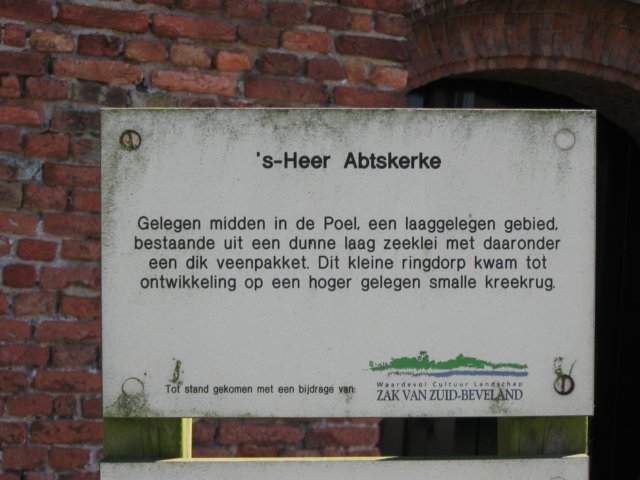 's-Heer Abtskerke
Gelegen midden in de Poel, een laaggelegen gebied,
bestaande uit een dunne laag zeeklei met daaronder
een dik veenpakket. Dit kleine ringdorp kwam tot
ontwikkeling op een hoger gelegen smalle kreekrug.
Tot stand gekomen met een bijdrage van:
Waardevol Cultuur Landschap
ZAK VAN ZUID-BEVELAND